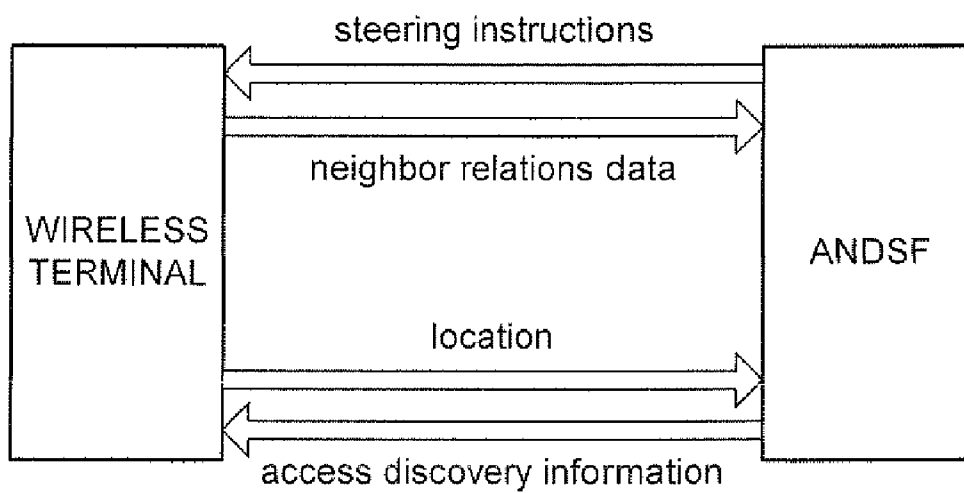 steering instructions
neighbor relations data
WIRELESS
TERMINAL
ANDSF
location
access discovery information